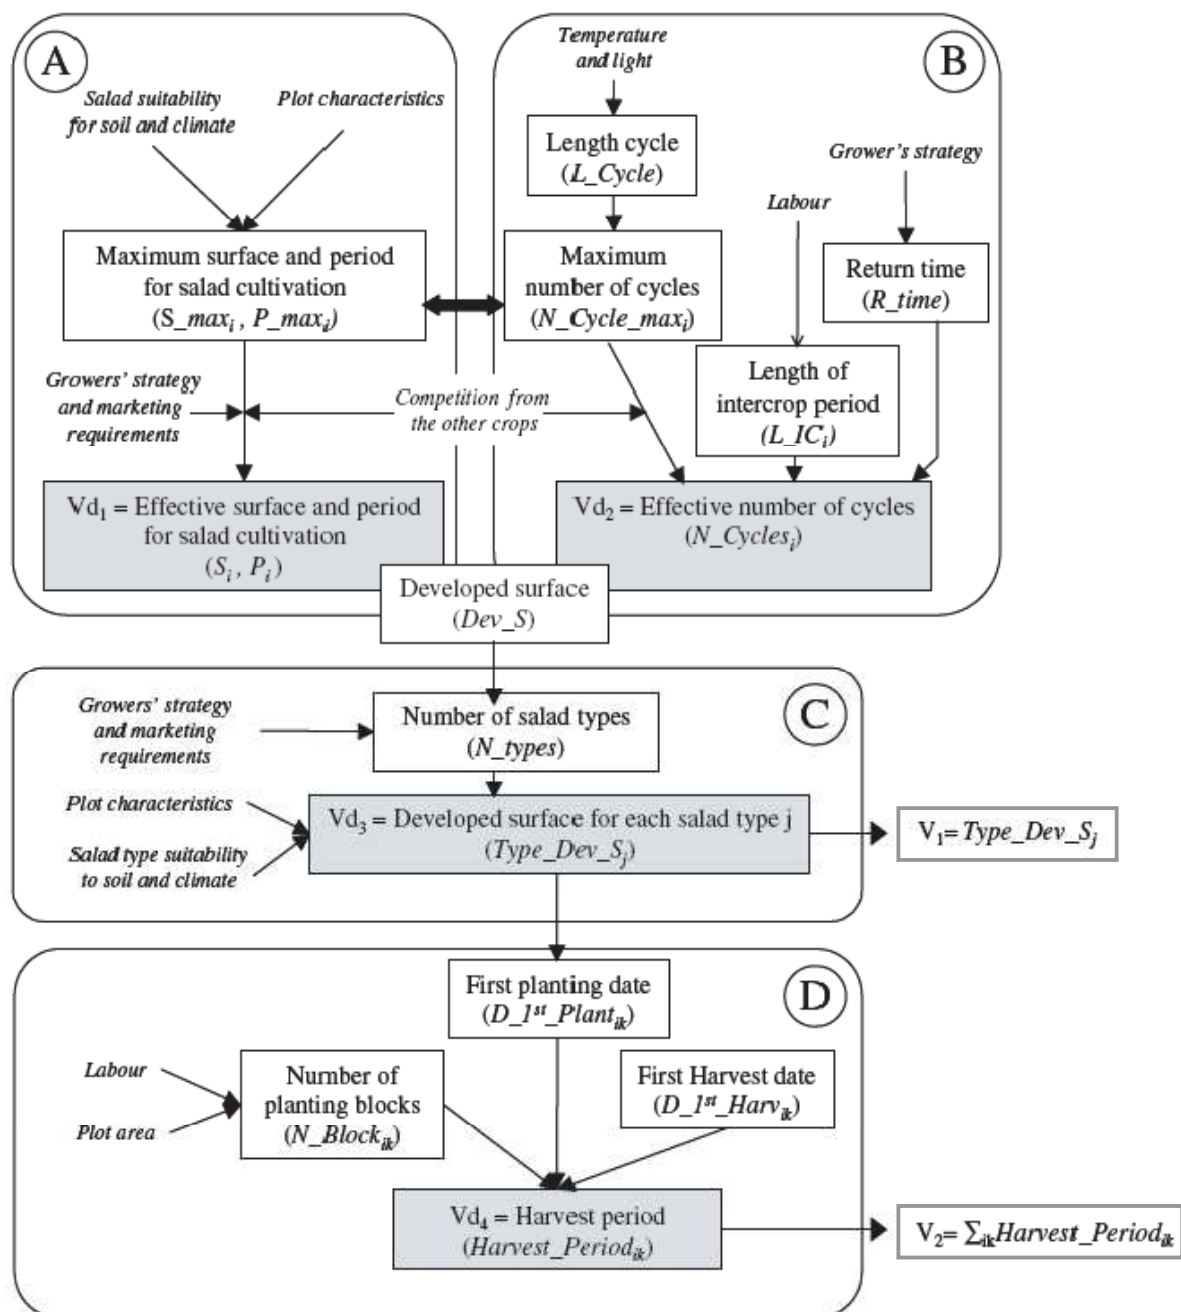 A
Salad suitability
for soil and climate
Plot characteristics
Maximum surface and period
for salad cultivation
(S_maxi , P_maxi)
Growers' strategy
and marketing
requirements
Competition from
the other crops
Vd1 = Effective surface and period
for salad cultivation
(Si , Pi)
B
Temperature
and light
Length cycle
(L_Cycle)
Grower's strategy
Labour
Maximum
number of cycles
(N_Cycle_maxi)
Return time
(R_time)
Length of
intercrop period
(L_ICi)
Vd2 = Effective number of cycles
(N_Cyclesi)
Developed surface
(Dev_S)
C
Growers' strategy
and marketing
requirements
Number of salad types
(N_types)
Plot characteristics
Salad type suitability
to soil and climate
Vd3 = Developed surface for each salad type j
(Type_Dev_Sj)
V1= Type_Dev_Sj
D
First planting date
(D_1st_Plantik)
Labour
Plot area
Number of
planting blocks
(N_Blockik)
First Harvest date
(D_1st_Harvik)
Vd4 = Harvest period
(Harvest_Periodik)
V2= ∑ikHarvest_Periodik